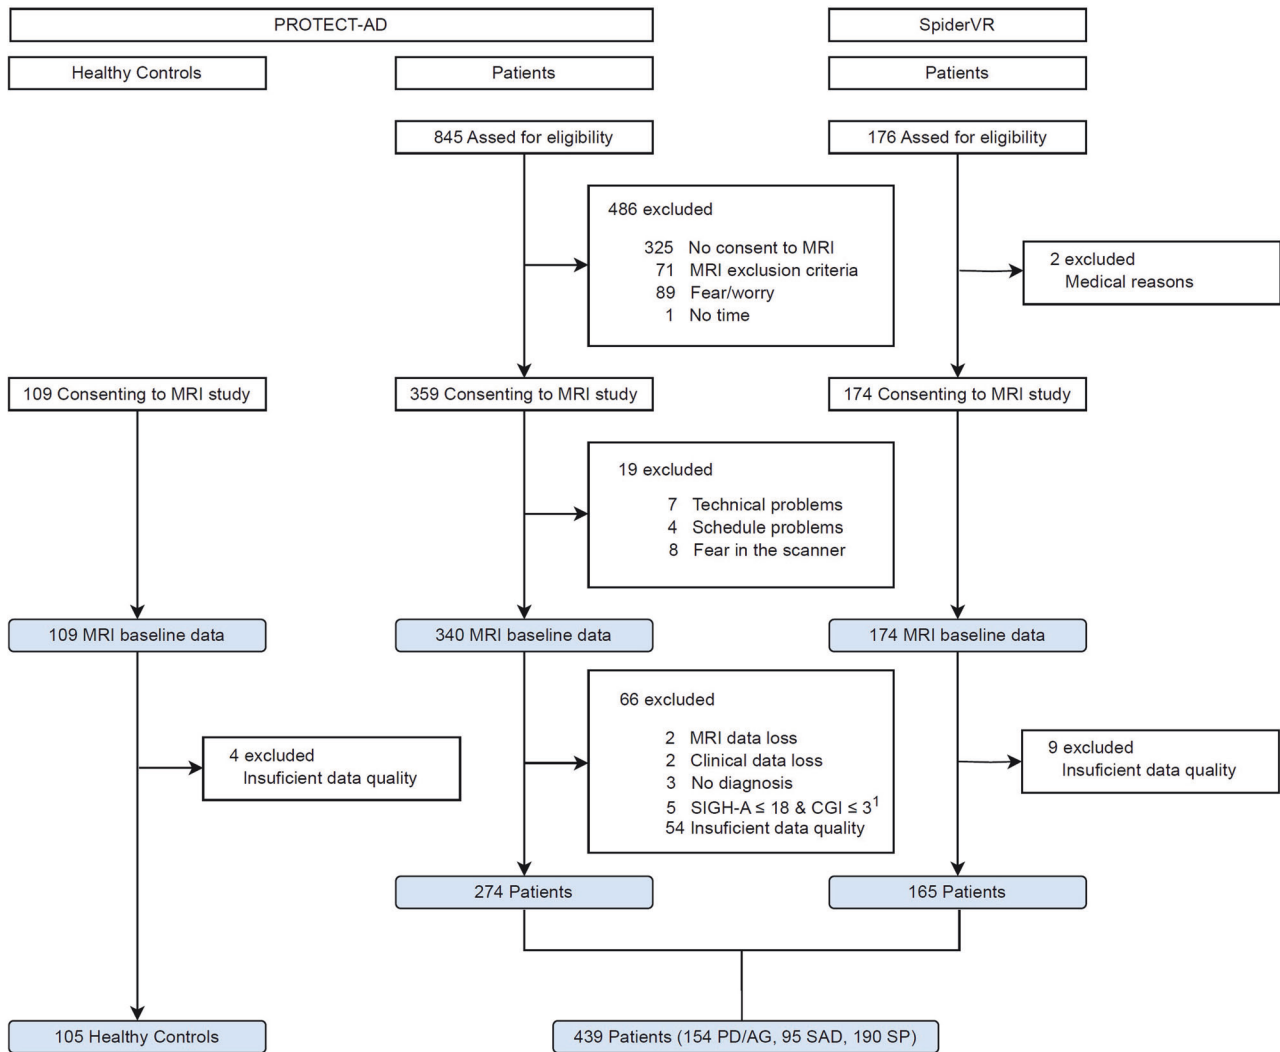 PROTECT-AD
SpiderVR
Healthy Controls
Patients
Patients
845 Assed for eligibility
176 Assed for eligibility
486 excluded
325 No consent to MRI
71 MRI exclusion criteria
89 Fear/worry
1 No time
2 excluded
Medical reasons
109 Consenting to MRI study
359 Consenting to MRI study
174 Consenting to MRI study
19 excluded
7 Technical problems
4 Schedule problems
8 Fear in the scanner
109 MRI baseline data
340 MRI baseline data
174 MRI baseline data
66 excluded
2 MRI data loss
2 Clinical data loss
3 No diagnosis
5 SIGH-A ≤ 18 & CGI ≤ 3¹
54 Insuficient data quality
4 excluded
Insuficient data quality
9 excluded
Insuficient data quality
274 Patients
165 Patients
105 Healthy Controls
439 Patients (154 PD/AG, 95 SAD, 190 SP)